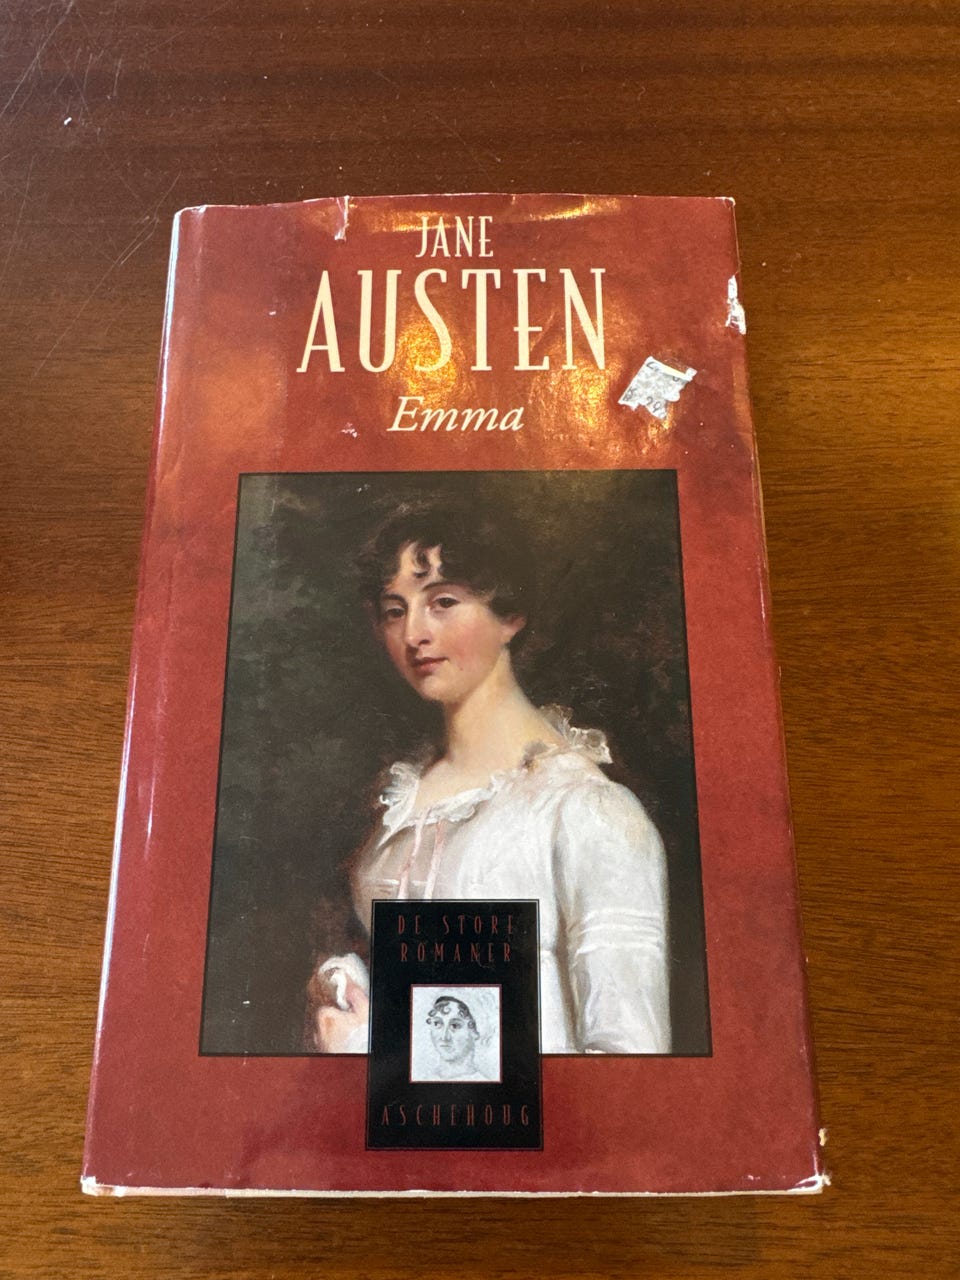 JANE
AUSTEN
Emma
DE STORE
ROMANER
ASCHEHOUG